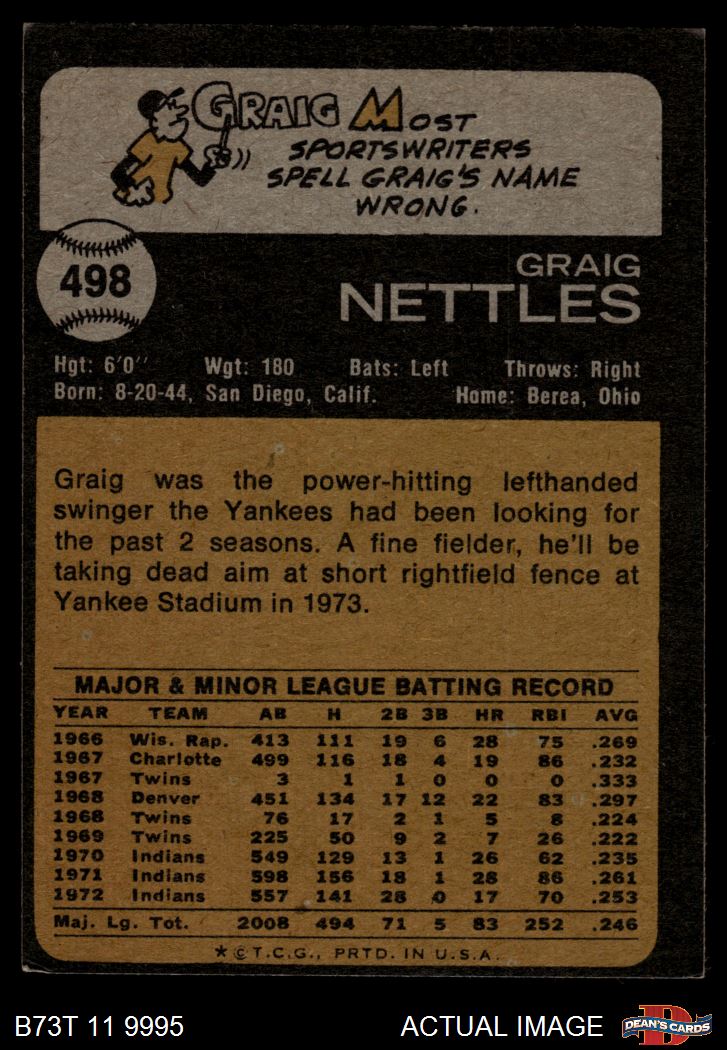 GRAIG MOST
SPORTSWRITERS
SPELL GRAIG'S NAME
WRONG.
498
GRAIG
NETTLES
Hgt: 6'0" Wgt: 180 Bats: Left Throws: Right
Born: 8-20-44, San Diego, Calif. Home: Berea, Ohio
Graig was the power-hitting lefthanded
swinger the Yankees had been looking for
the past 2 seasons. A fine fielder, he'll be
taking dead aim at short rightfield fence at
Yankee Stadium in 1973.
MAJOR & MINOR LEAGUE BATTING RECORD
YEAR TEAM AB H 2B 3B HR RBI AVG
1966 Wis. Rap. 413 111 19 6 28 75 .269
1967 Charlotte 499 116 18 4 19 86 .232
1967 Twins 3 1 1 0 0 0 .333
1968 Denver 451 134 17 12 22 83 .297
1968 Twins 76 17 2 1 5 8 .224
1969 Twins 225 50 9 2 7 26 .222
1970 Indians 549 129 13 1 26 62 .235
1971 Indians 598 156 18 1 28 86 .261
1972 Indians 557 141 28 0 17 70 .253
Maj. Lg. Tot. 2008 494 71 5 83 252 .246
*©T.C.G., PRTD. IN U.S.A.
B73T 11 9995 ACTUAL IMAGE DEAN'S CARDS